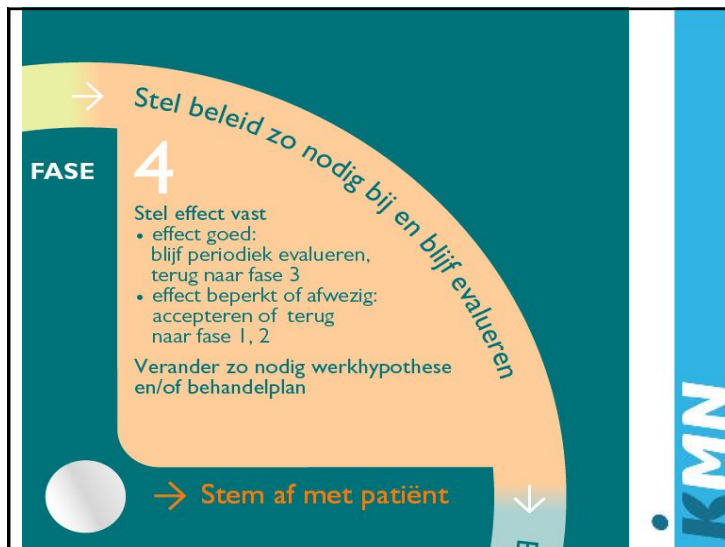 Stel beleid zo nodig bij en blijf evalueren
FASE 4
Stel effect vast
• effect goed:
blijf periodiek evalueren,
terug naar fase 3
• effect beperkt of afwezig:
accepteren of terug
naar fase 1, 2
Verander zo nodig werkhypothese
en/of behandelplan
→ Stem af met patiënt
KMN